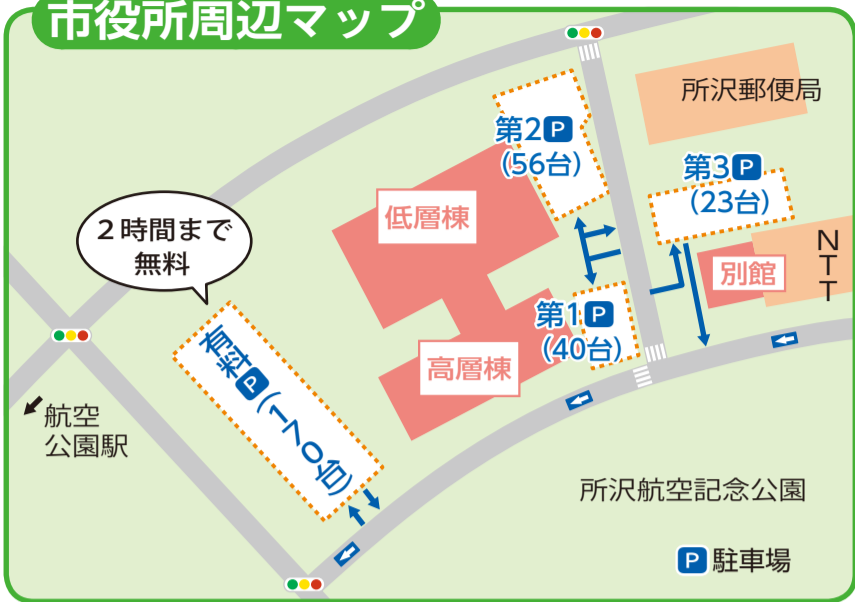 市役所周辺マップ
所沢郵便局
第2P
(56台)
第3P
(23台)
低層棟
2時間まで
無料
NTT
別館
第1P
(40台)
高層棟
有料P(170台)
航空
公園駅
所沢航空記念公園
P 駐車場